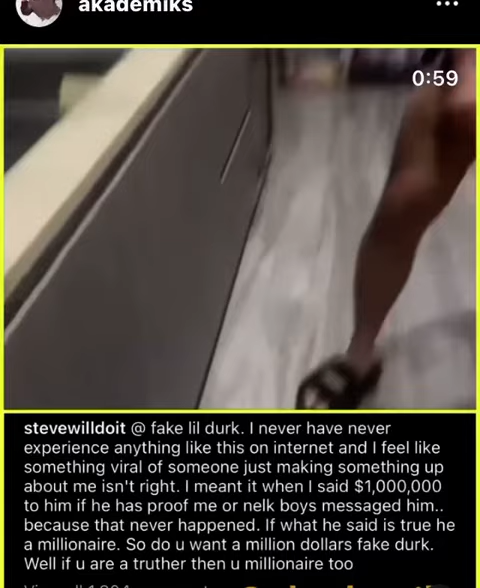 akademiks
0:59
stevewilldoit @ fake lil durk. I never have never
experience anything like this on internet and I feel like
something viral of someone just making something up
about me isn't right. I meant it when I said $1,000,000
to him if he has proof me or nelk boys messaged him..
because that never happened. If what he said is true he
a millionaire. So do u want a million dollars fake durk.
Well if u are a truther then u millionaire too